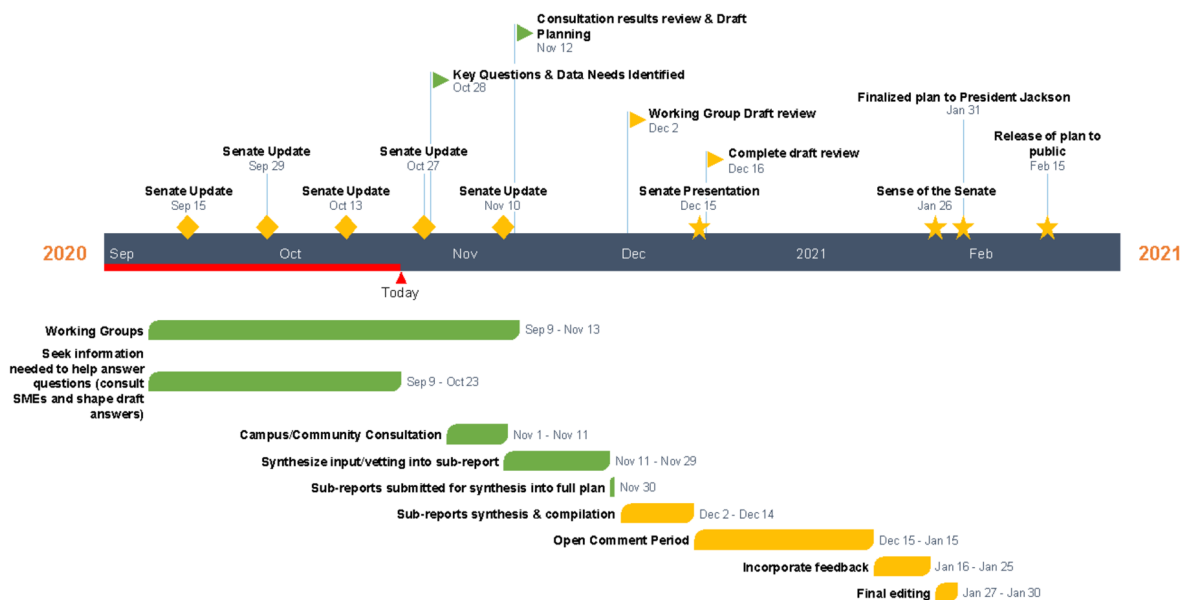 Consultation results review & Draft
Planning
Nov 12
Key Questions & Data Needs Identified
Oct 28
Finalized plan to President Jackson
Jan 31
Working Group Draft review
Dec 2
Release of plan to
public
Feb 15
Senate Update
Sep 29
Senate Update
Oct 27
Complete draft review
Dec 16
Senate Update
Sep 15
Senate Update
Oct 13
Senate Update
Nov 10
Senate Presentation
Dec 15
Sense of the Senate
Jan 26
2020
Sep
Oct
Nov
Dec
2021
Feb
2021
Today
Working Groups
Sep 9 - Nov 13
Seek information
needed to help answer
questions (consult
SMEs and shape draft
answers)
Sep 9 - Oct 23
Campus/Community Consultation
Nov 1 - Nov 11
Synthesize input/vetting into sub-report
Nov 11 - Nov 29
Sub-reports submitted for synthesis into full plan
Nov 30
Sub-reports synthesis & compilation
Dec 2 - Dec 14
Open Comment Period
Dec 15 - Jan 15
Incorporate feedback
Jan 16 - Jan 25
Final editing
Jan 27 - Jan 30